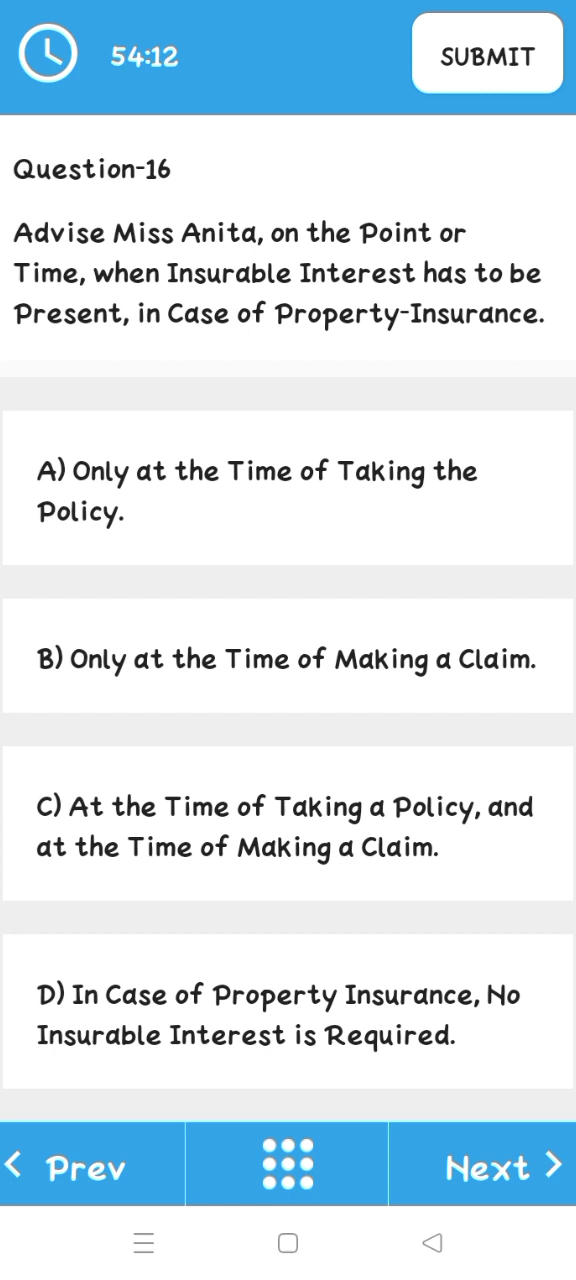 54:12
SUBMIT
Question-16
Advise Miss Anita, on the Point or
Time, when Insurable Interest has to be
Present, in Case of Property-Insurance.
A) Only at the Time of Taking the
Policy.
B) Only at the Time of Making a Claim.
C) At the Time of Taking a Policy, and
at the Time of Making a Claim.
D) In Case of Property Insurance, No
Insurable Interest is Required.
Prev
Next